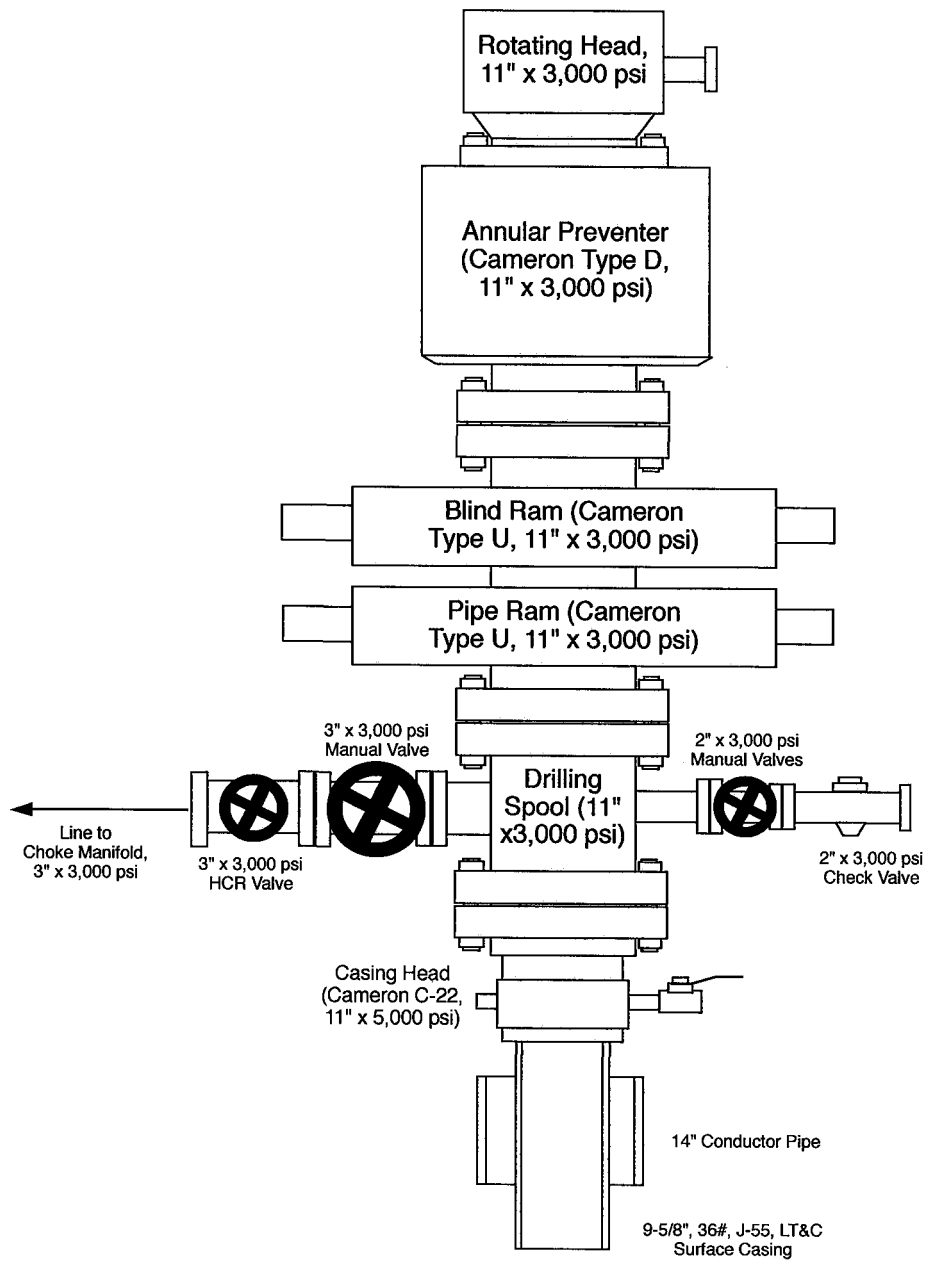 Rotating Head,
11" x 3,000 psi
Annular Preventer
(Cameron Type D,
11" x 3,000 psi)
Blind Ram (Cameron
Type U, 11" x 3,000 psi)
Pipe Ram (Cameron
Type U, 11" x 3,000 psi)
3" x 3,000 psi
Manual Valve
2" x 3,000 psi
Manual Valves
Drilling
Spool (11"
x3,000 psi)
Line to
Choke Manifold,
3" x 3,000 psi
3" x 3,000 psi
HCR Valve
2" x 3,000 psi
Check Valve
Casing Head
(Cameron C-22,
11" x 5,000 psi)
14" Conductor Pipe
9-5/8", 36#, J-55, LT&C
Surface Casing